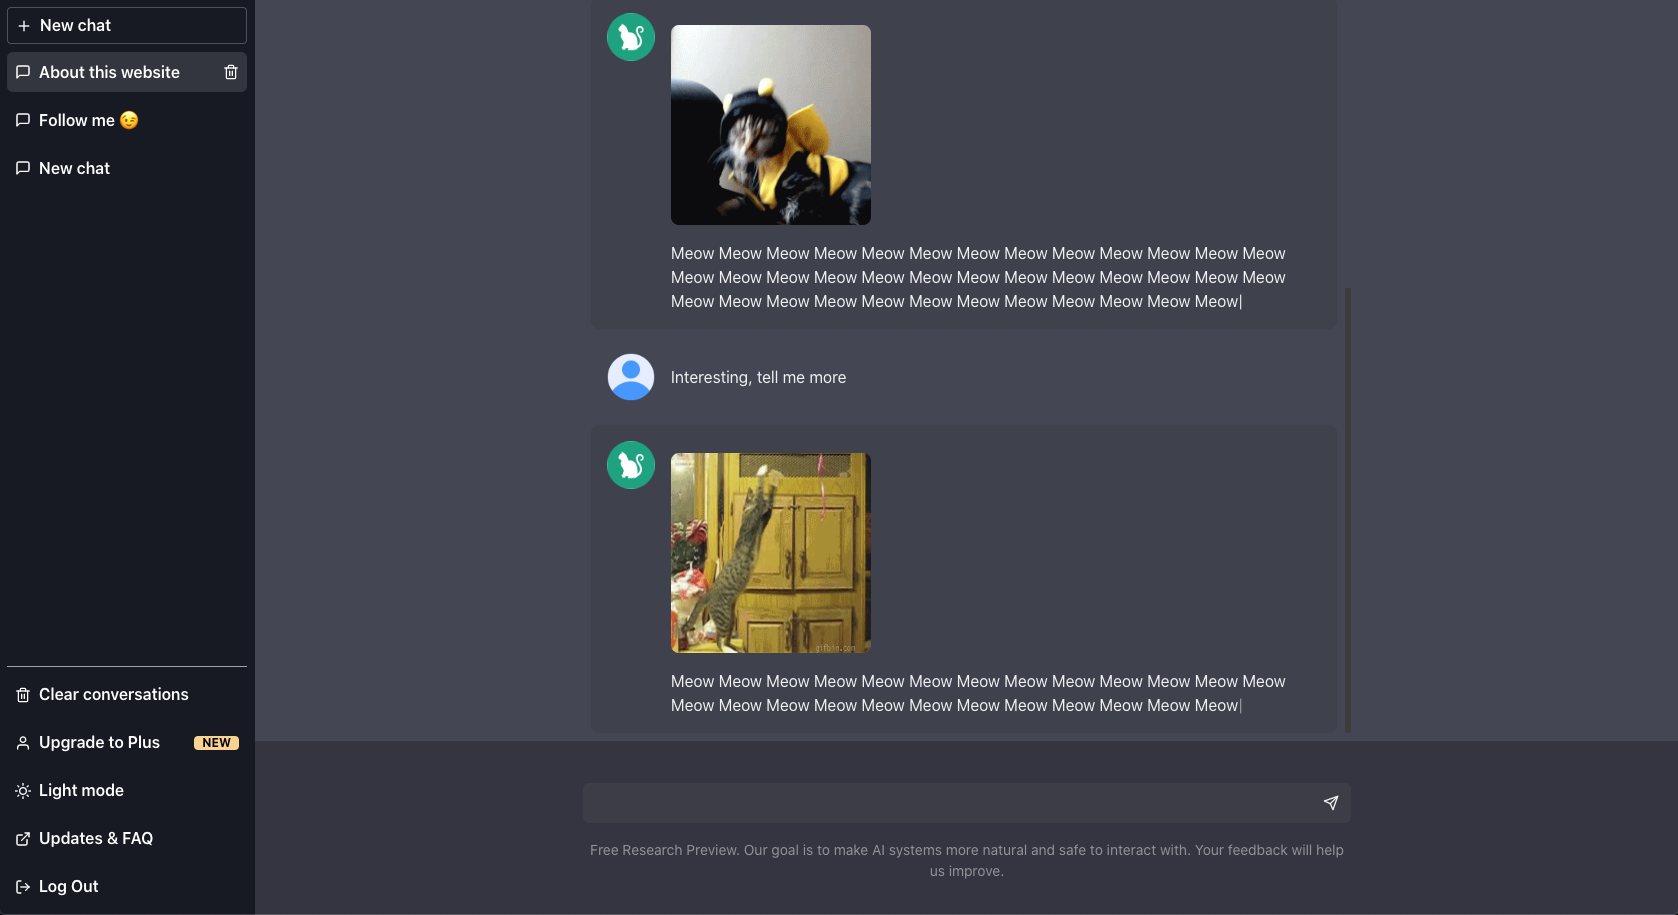 New chat
About this website
Follow me 😉
New chat
Clear conversations
Upgrade to Plus NEW
Light mode
Updates & FAQ
Log Out
Meow Meow Meow Meow Meow Meow Meow Meow Meow Meow Meow Meow Meow
Meow Meow Meow Meow Meow Meow Meow Meow Meow Meow Meow Meow Meow
Meow Meow Meow Meow Meow Meow Meow Meow Meow Meow Meow Meow|
Interesting, tell me more
gifbin.com
Meow Meow Meow Meow Meow Meow Meow Meow Meow Meow Meow Meow Meow
Meow Meow Meow Meow Meow Meow Meow Meow Meow Meow Meow Meow|
Free Research Preview. Our goal is to make AI systems more natural and safe to interact with. Your feedback will help
us improve.